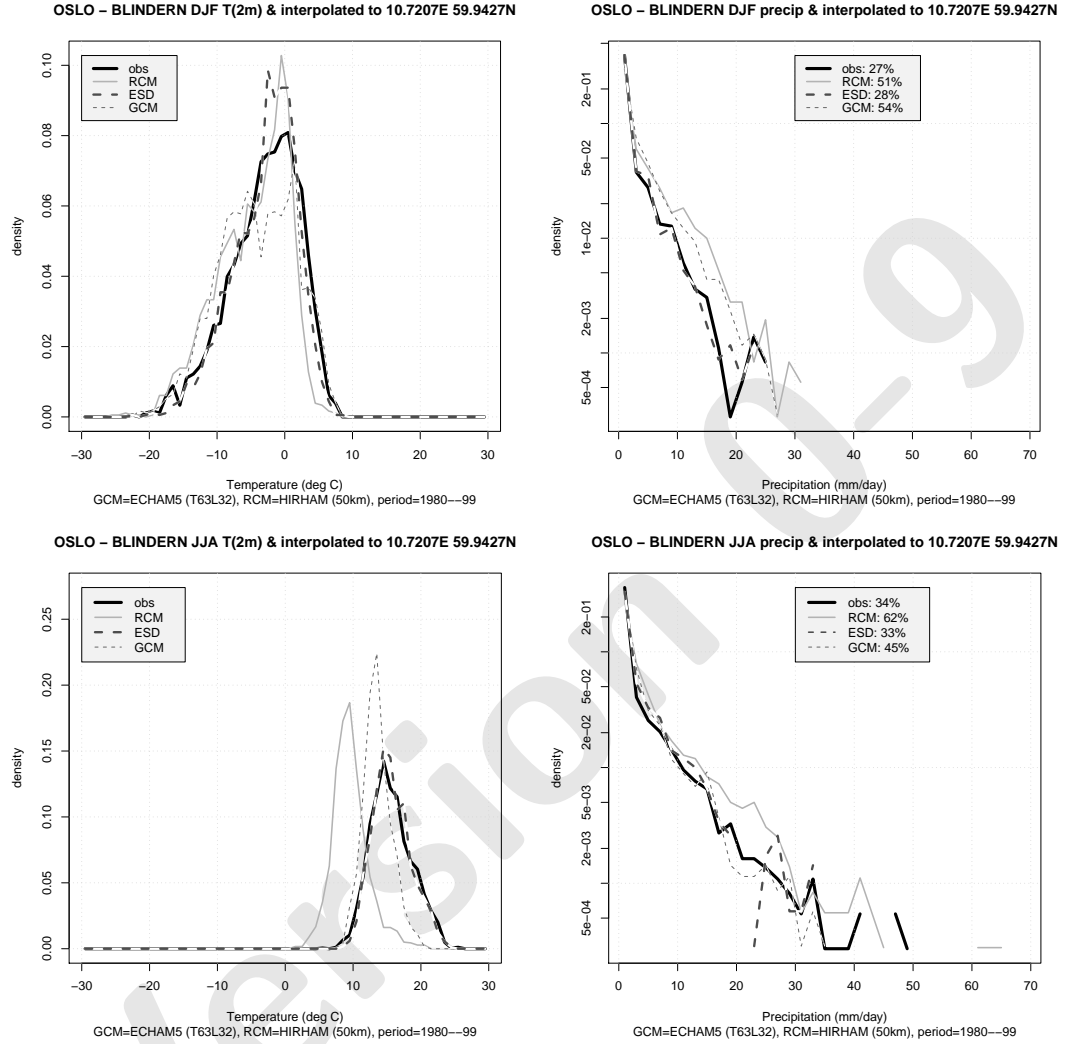 OSLO − BLINDERN DJF T(2m) & interpolated to 10.7207E 59.9427N
obs
RCM
ESD
GCM
density
0.00
0.02
0.04
0.06
0.08
0.10
−30 −20 −10 0 10 20 30
Temperature (deg C)
GCM=ECHAM5 (T63L32), RCM=HIRHAM (50km), period=1980−−99
OSLO − BLINDERN DJF precip & interpolated to 10.7207E 59.9427N
obs: 27%
RCM: 51%
ESD: 28%
GCM: 54%
density
5e−04
2e−03
1e−02
5e−02
2e−01
0 10 20 30 40 50 60 70
Precipitation (mm/day)
GCM=ECHAM5 (T63L32), RCM=HIRHAM (50km), period=1980−−99
OSLO − BLINDERN JJA T(2m) & interpolated to 10.7207E 59.9427N
obs
RCM
ESD
GCM
density
0.00
0.05
0.10
0.15
0.20
0.25
−30 −20 −10 0 10 20 30
Temperature (deg C)
GCM=ECHAM5 (T63L32), RCM=HIRHAM (50km), period=1980−−99
OSLO − BLINDERN JJA precip & interpolated to 10.7207E 59.9427N
obs: 34%
RCM: 62%
ESD: 33%
GCM: 45%
density
5e−04
2e−03
5e−03
2e−02
5e−02
2e−01
0 10 20 30 40 50 60 70
Precipitation (mm/day)
GCM=ECHAM5 (T63L32), RCM=HIRHAM (50km), period=1980−−99
Version 0−9